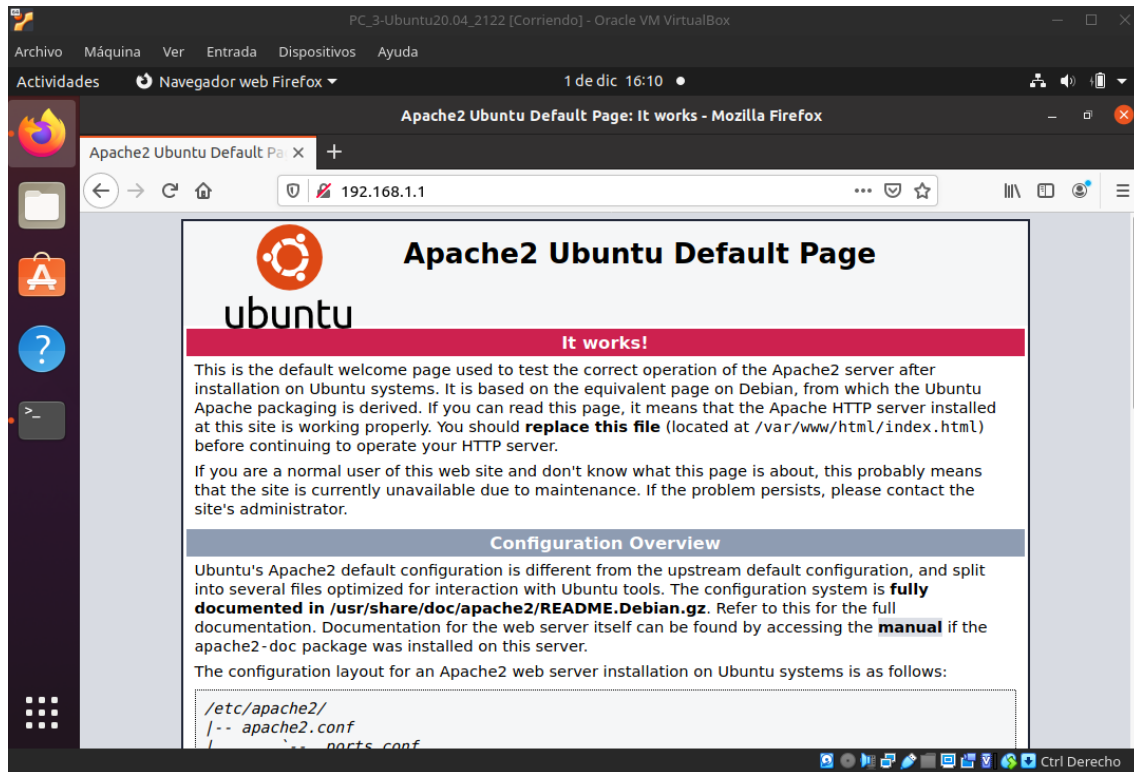 PC_3-Ubuntu20.04_2122 [Corriendo] - Oracle VM VirtualBox
Archivo Máquina Ver Entrada Dispositivos Ayuda
Actividades Navegador web Firefox 1 de dic 16:10
Apache2 Ubuntu Default Page: It works - Mozilla Firefox
Apache2 Ubuntu Default Pa
192.168.1.1
Apache2 Ubuntu Default Page
ubuntu
It works!
This is the default welcome page used to test the correct operation of the Apache2 server after
installation on Ubuntu systems. It is based on the equivalent page on Debian, from which the Ubuntu
Apache packaging is derived. If you can read this page, it means that the Apache HTTP server installed
at this site is working properly. You should replace this file (located at /var/www/html/index.html)
before continuing to operate your HTTP server.
If you are a normal user of this web site and don't know what this page is about, this probably means
that the site is currently unavailable due to maintenance. If the problem persists, please contact the
site's administrator.
Configuration Overview
Ubuntu's Apache2 default configuration is different from the upstream default configuration, and split
into several files optimized for interaction with Ubuntu tools. The configuration system is fully
documented in /usr/share/doc/apache2/README.Debian.gz. Refer to this for the full
documentation. Documentation for the web server itself can be found by accessing the manual if the
apache2-doc package was installed on this server.
The configuration layout for an Apache2 web server installation on Ubuntu systems is as follows:
/etc/apache2/
|-- apache2.conf
| `-- ports.conf
Ctrl Derecho